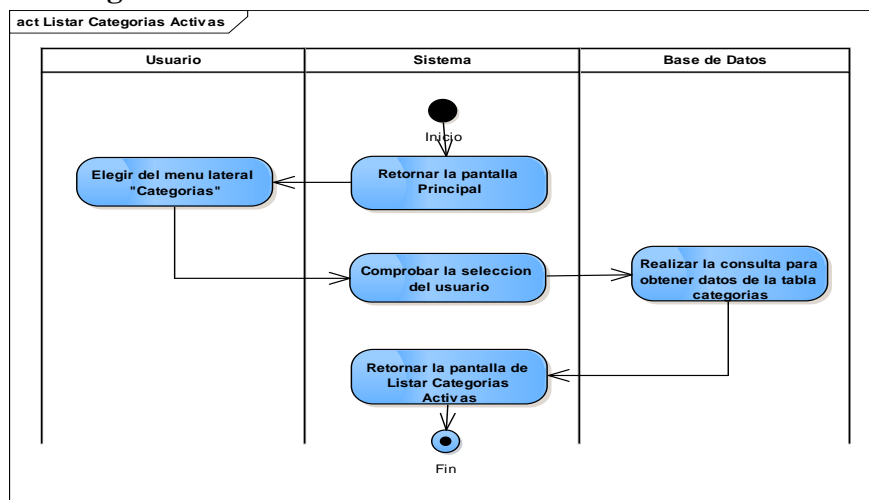 act Listar Categorias Activas
Usuario
Sistema
Base de Datos
Inicio
Elegir del menu lateral
"Categorias"
Retornar la pantalla
Principal
Comprobar la seleccion
del usuario
Realizar la consulta para
obtener datos de la tabla
categorias
Retornar la pantalla de
Listar Categorias
Activas
Fin